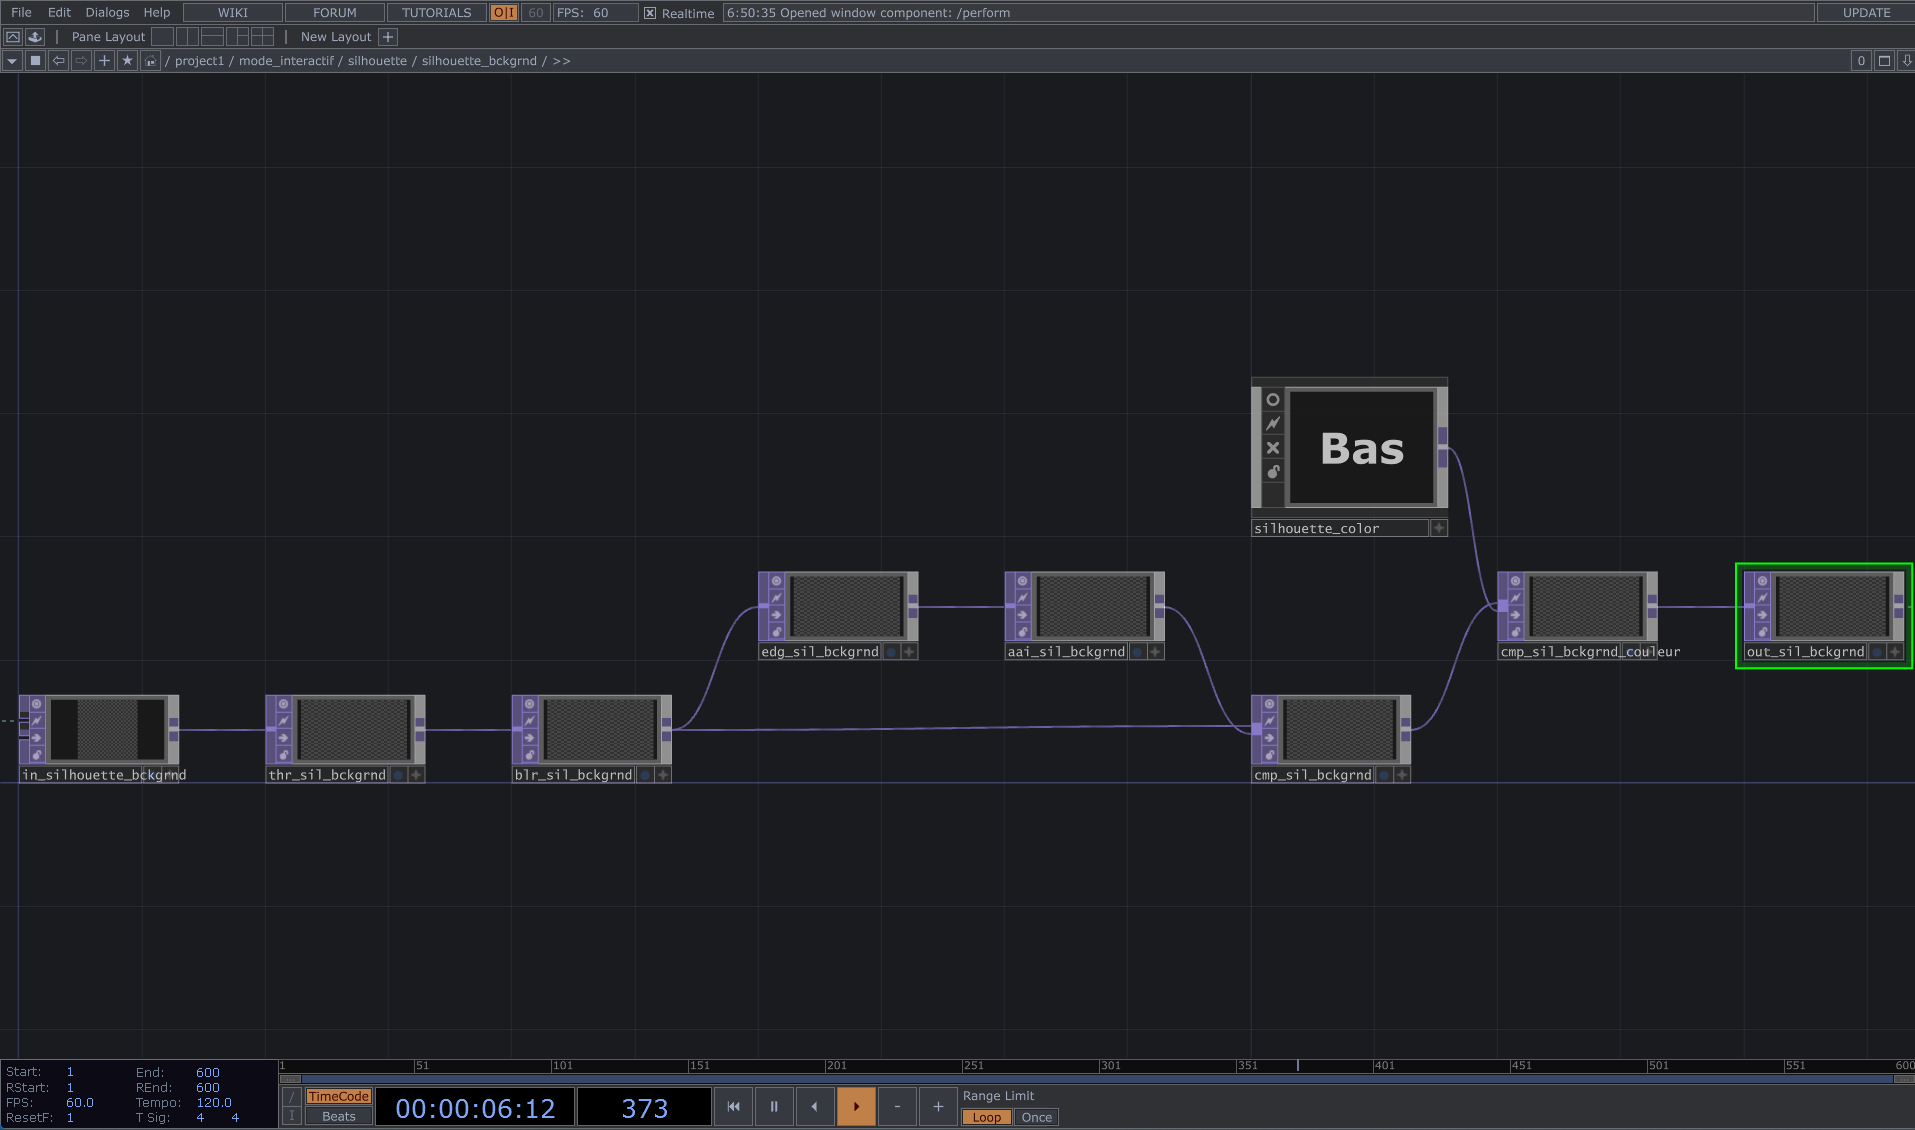 File Edit Dialogs Help WIKI FORUM TUTORIALS O|I 60 FPS: 60 Realtime 6:50:35 Opened window component: /perform UPDATE
Pane Layout New Layout +
/ project1 / mode_interactif / silhouette / silhouette_bckgrnd / >> 0
Bas
silhouette_color
edg_sil_bckgrnd aai_sil_bckgrnd cmp_sil_bckgrnd_couleur out_sil_bckgrnd
in_silhouette_bckgrnd thr_sil_bckgrnd blr_sil_bckgrnd cmp_sil_bckgrnd
1 51 101 151 201 251 301 351 401 451 501 551 600
Start: 1 End: 600
RStart: 1 REnd: 600
FPS: 60.0 Tempo: 120.0
ResetF: 1 T Sig: 4 4
/ TimeCode
I Beats
00:00:06:12 373 - +
Range Limit
Loop Once